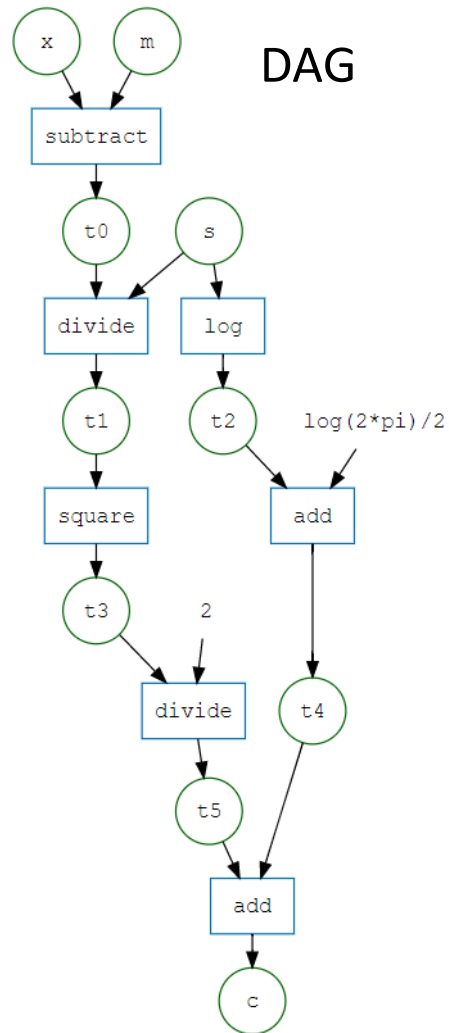 x m DAG
subtract
t0 s
divide log
t1 t2 log(2*pi)/2
square add
t3 2
divide t4
t5
add
c